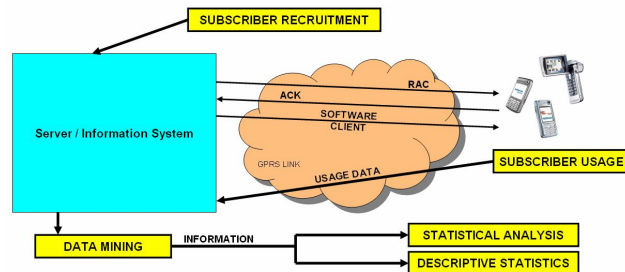 SUBSCRIBER RECRUITMENT
RAC
ACK
SOFTWARE
CLIENT
Server / Information System
GPRS LINK
USAGE DATA
SUBSCRIBER USAGE
DATA MINING
INFORMATION
STATISTICAL ANALYSIS
DESCRIPTIVE STATISTICS